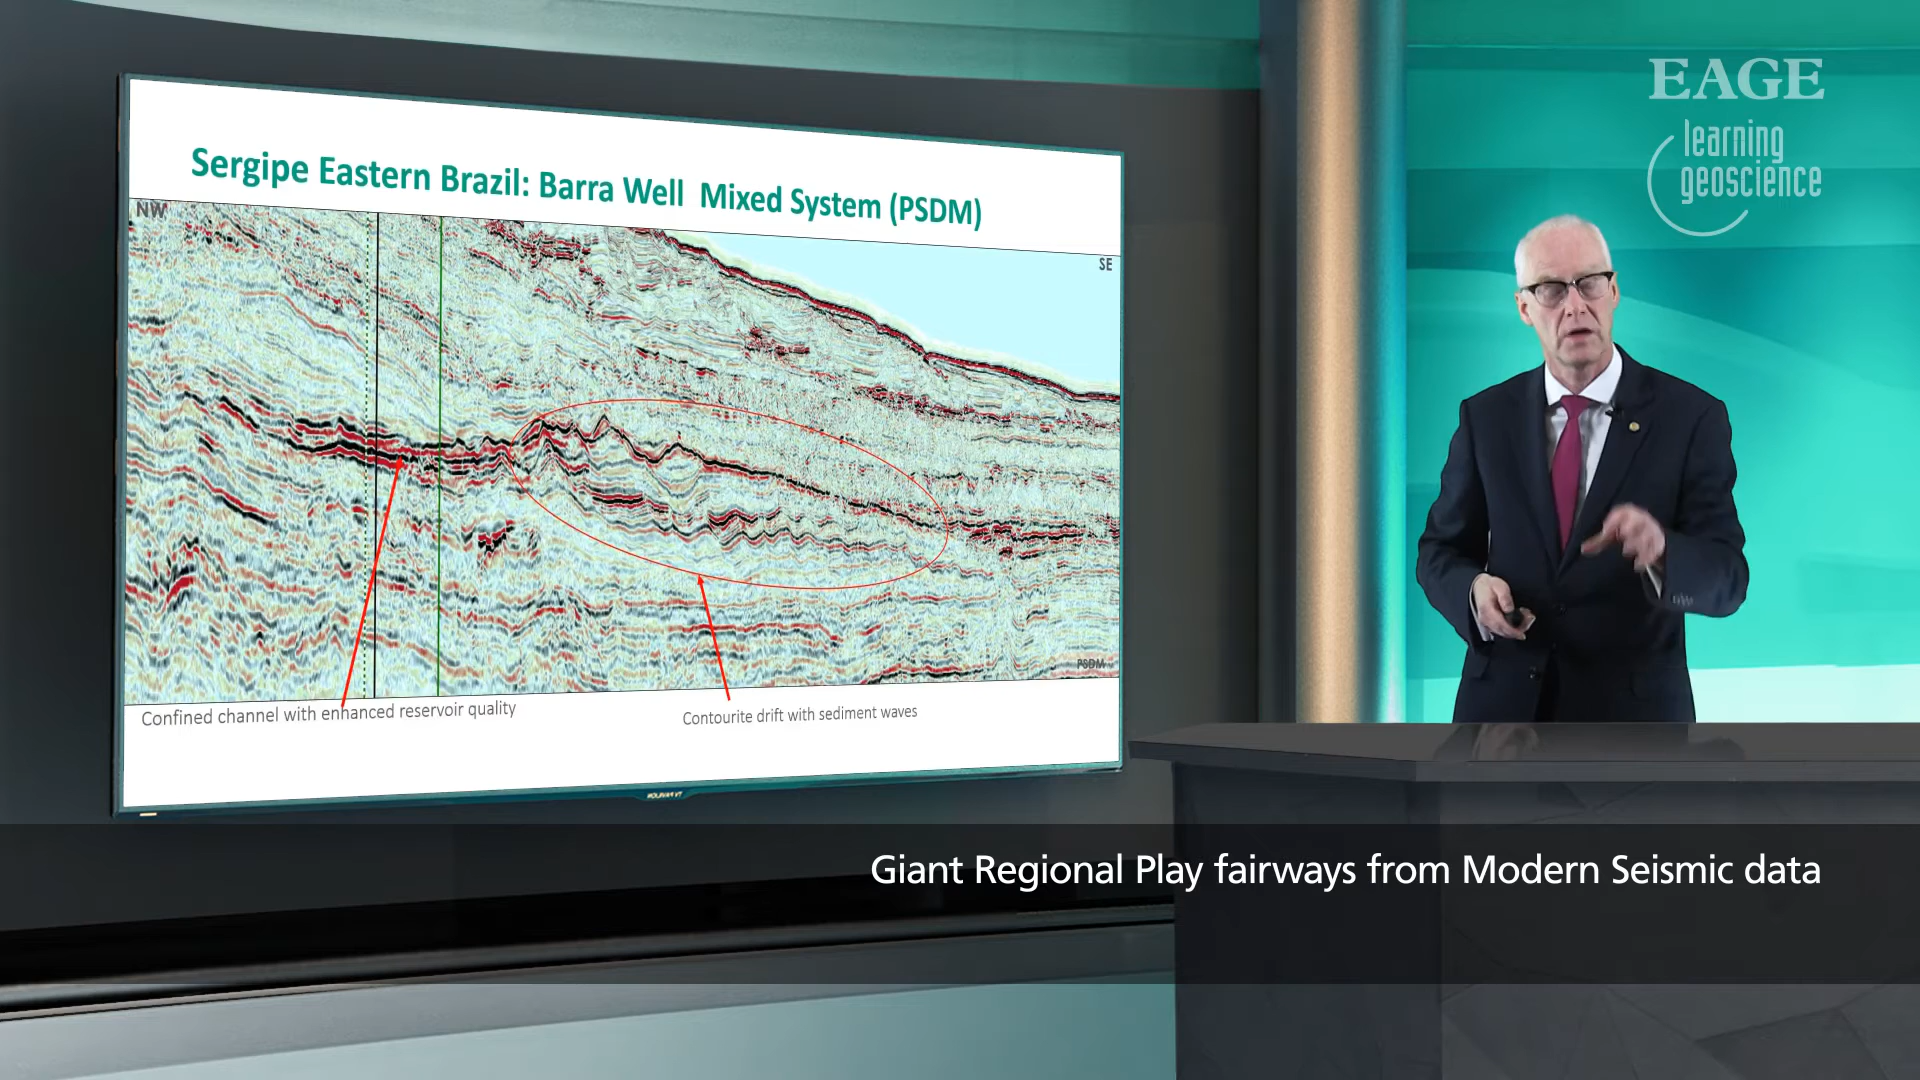 EAGE
learning
geoscience
Sergipe Eastern Brazil: Barra Well Mixed System (PSDM)
NW
SE
PSDM
Confined channel with enhanced reservoir quality
Contourite drift with sediment waves
Giant Regional Play fairways from Modern Seismic data